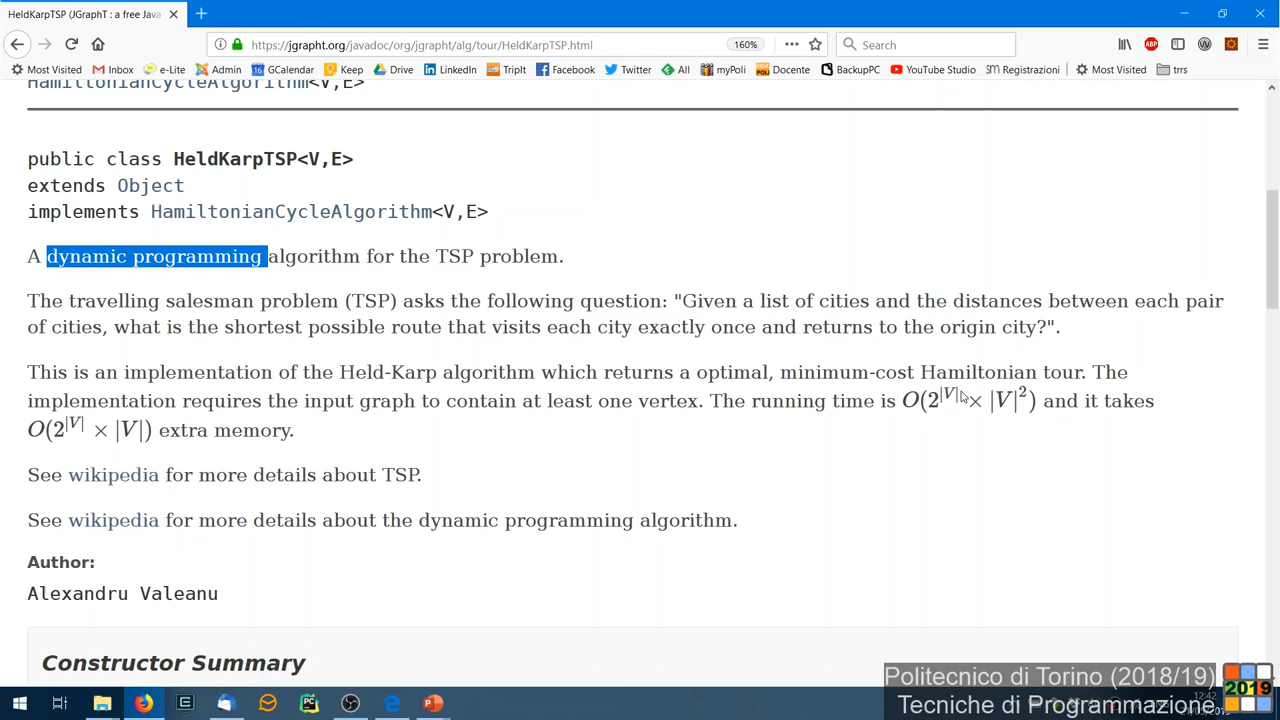 HeldKarpTSP (JGraphT : a free Java
https://jgrapht.org/javadoc/org/jgrapht/alg/tour/HeldKarpTSP.html 160% Search
Most Visited Inbox e-Lite Admin GCalendar Keep Drive LinkedIn TripIt Facebook Twitter All myPoli Docente BackupPC YouTube Studio Registrazioni Most Visited trrs
HamiltonianCycleAlgorithm<V,E>
public class HeldKarpTSP<V,E>
extends Object
implements HamiltonianCycleAlgorithm<V,E>
A dynamic programming algorithm for the TSP problem.
The travelling salesman problem (TSP) asks the following question: "Given a list of cities and the distances between each pair
of cities, what is the shortest possible route that visits each city exactly once and returns to the origin city?".
This is an implementation of the Held-Karp algorithm which returns a optimal, minimum-cost Hamiltonian tour. The
implementation requires the input graph to contain at least one vertex. The running time is O(2^|V| × |V|^2) and it takes
O(2^|V| × |V|) extra memory.
See wikipedia for more details about TSP.
See wikipedia for more details about the dynamic programming algorithm.
Author:
Alexandru Valeanu
Constructor Summary
Politecnico di Torino (2018/19)
Tecniche di Programmazione
2019
12:42